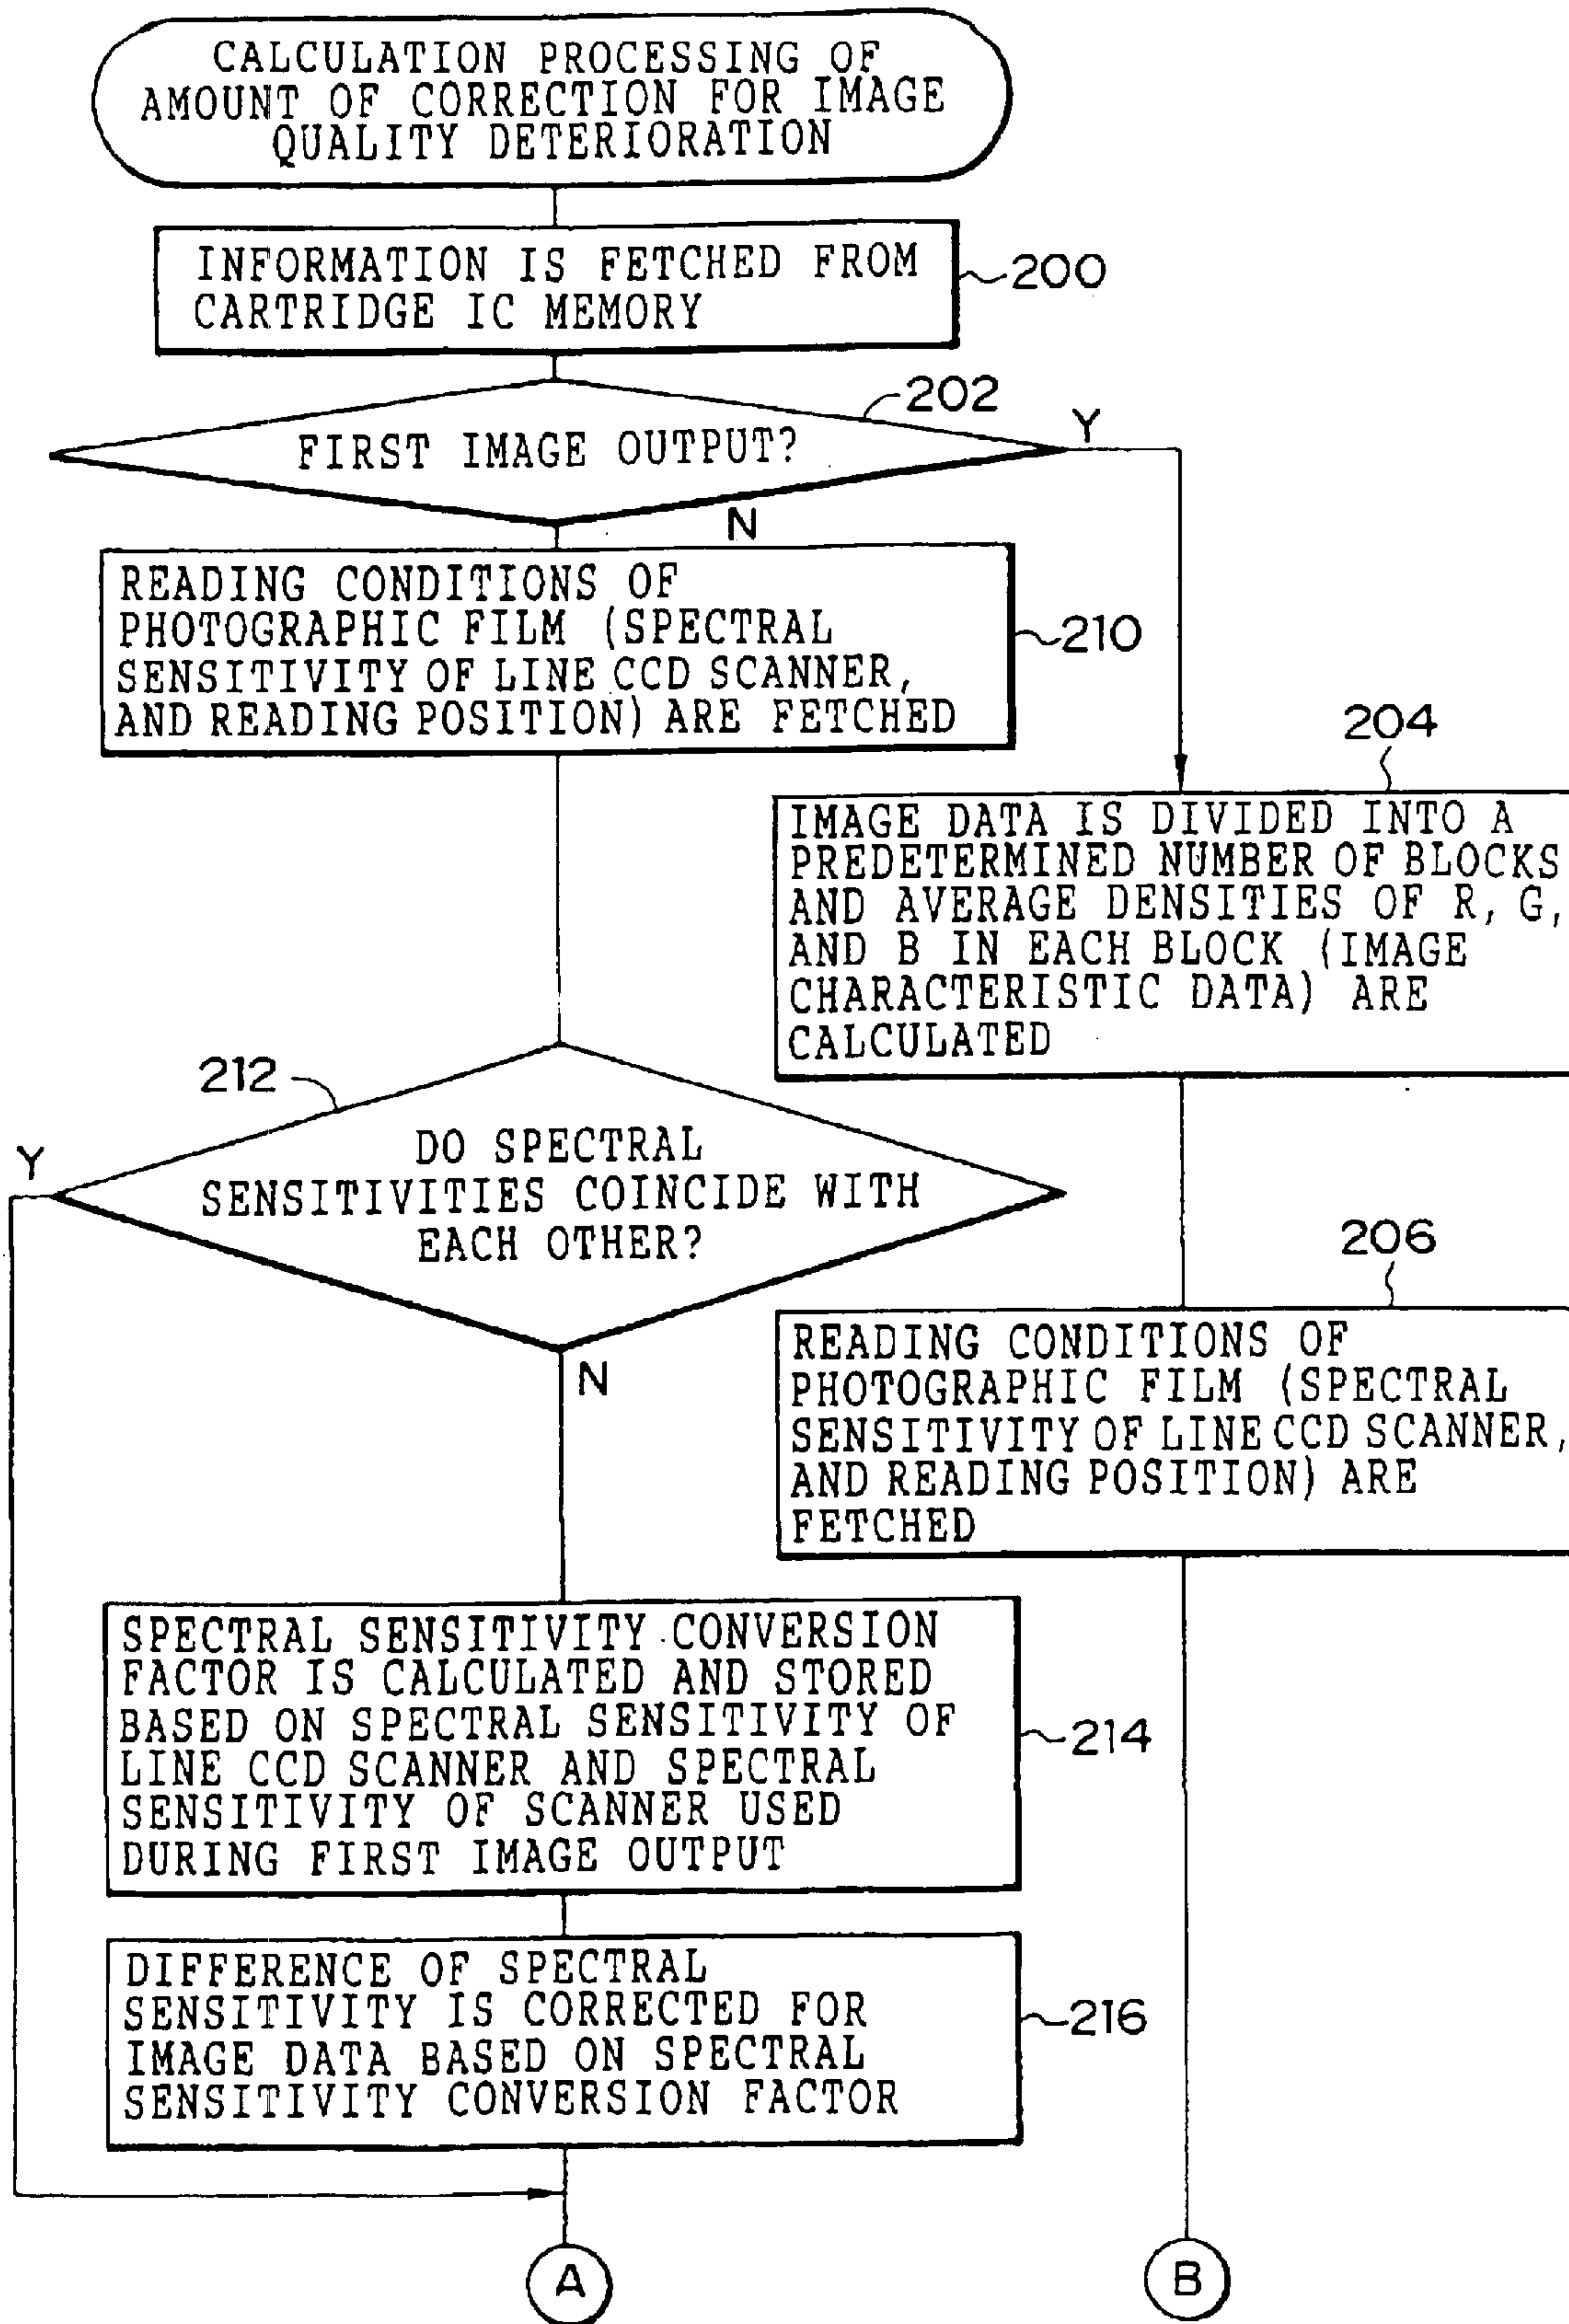 CALCULATION PROCESSING OF
AMOUNT OF CORRECTION FOR IMAGE
QUALITY DETERIORATION
INFORMATION IS FETCHED FROM
CARTRIDGE IC MEMORY
200
FIRST IMAGE OUTPUT?
202
Y
N
READING CONDITIONS OF
PHOTOGRAPHIC FILM (SPECTRAL
SENSITIVITY OF LINE CCD SCANNER,
AND READING POSITION) ARE FETCHED
210
204
IMAGE DATA IS DIVIDED INTO A
PREDETERMINED NUMBER OF BLOCKS
AND AVERAGE DENSITIES OF R, G,
AND B IN EACH BLOCK (IMAGE
CHARACTERISTIC DATA) ARE
CALCULATED
212
Y
DO SPECTRAL
SENSITIVITIES COINCIDE WITH
EACH OTHER?
N
206
READING CONDITIONS OF
PHOTOGRAPHIC FILM (SPECTRAL
SENSITIVITY OF LINE CCD SCANNER,
AND READING POSITION) ARE
FETCHED
SPECTRAL SENSITIVITY CONVERSION
FACTOR IS CALCULATED AND STORED
BASED ON SPECTRAL SENSITIVITY OF
LINE CCD SCANNER AND SPECTRAL
SENSITIVITY OF SCANNER USED
DURING FIRST IMAGE OUTPUT
214
DIFFERENCE OF SPECTRAL
SENSITIVITY IS CORRECTED FOR
IMAGE DATA BASED ON SPECTRAL
SENSITIVITY CONVERSION FACTOR
216
A
B